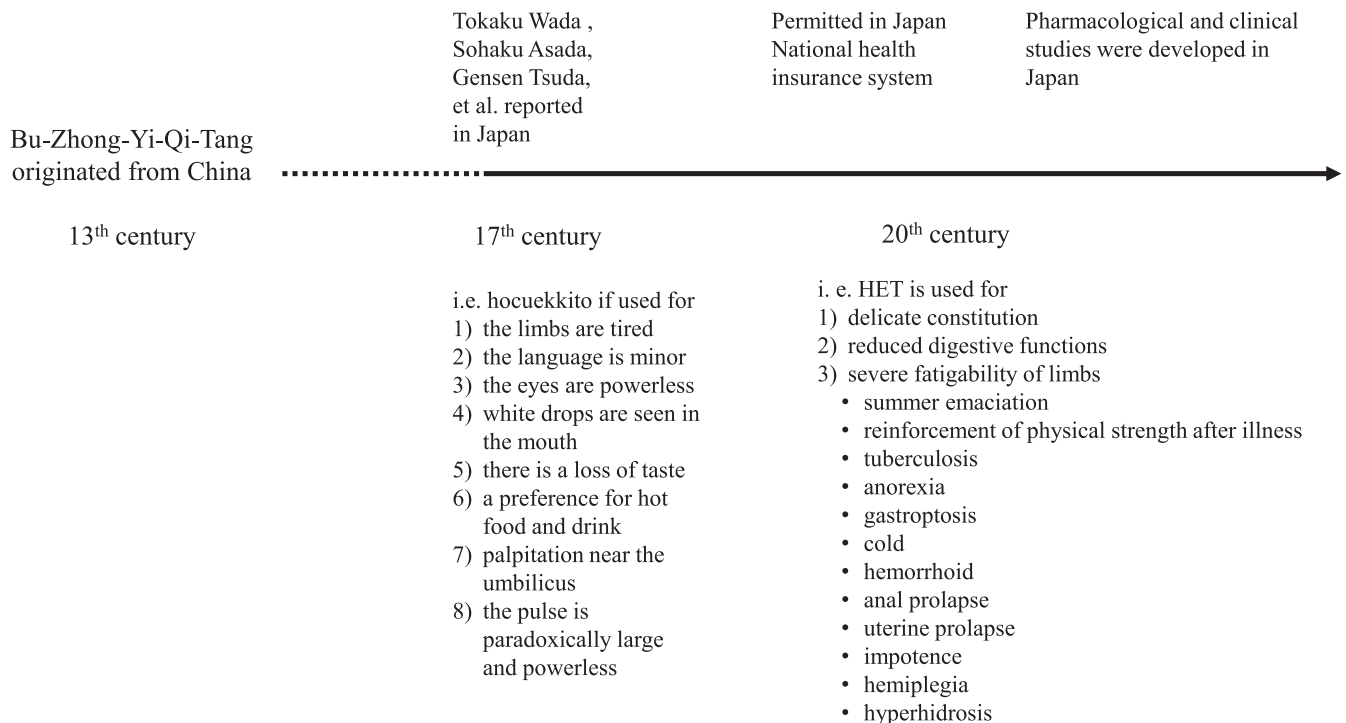 Tokaku Wada ,
Sohaku Asada,
Gensen Tsuda,
et al. reported
in Japan
Permitted in Japan
National health
insurance system
Pharmacological and clinical
studies were developed in
Japan
Bu-Zhong-Yi-Qi-Tang
originated from China
13th century
17th century
20th century
i.e. hocuekkito if used for
1) the limbs are tired
2) the language is minor
3) the eyes are powerless
4) white drops are seen in
the mouth
5) there is a loss of taste
6) a preference for hot
food and drink
7) palpitation near the
umbilicus
8) the pulse is
paradoxically large
and powerless
i. e. HET is used for
1) delicate constitution
2) reduced digestive functions
3) severe fatigability of limbs
• summer emaciation
• reinforcement of physical strength after illness
• tuberculosis
• anorexia
• gastroptosis
• cold
• hemorrhoid
• anal prolapse
• uterine prolapse
• impotence
• hemiplegia
• hyperhidrosis